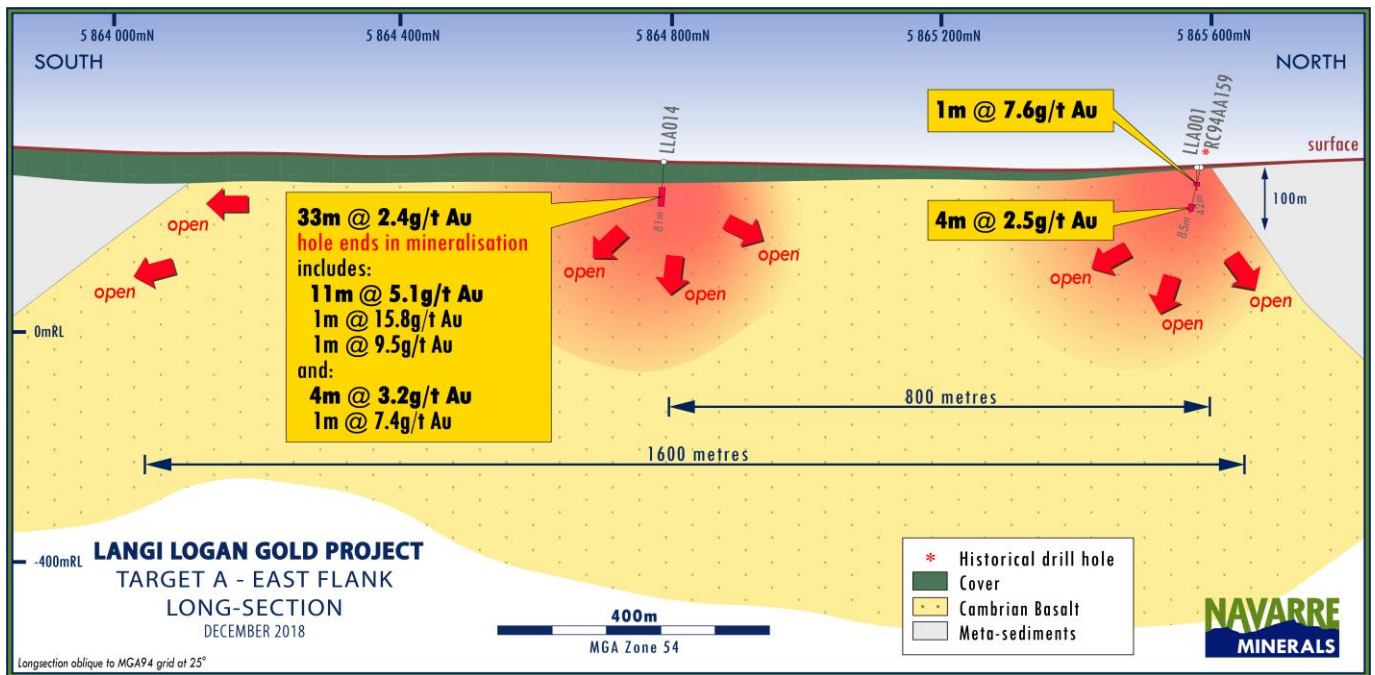 5 864 000mN
5 864 400mN
5 864 800mN
5 865 200mN
5 865 600mN
SOUTH
NORTH
LLA014
LLA001
*RC94AA159
surface
1m @ 7.6g/t Au
4m @ 2.5g/t Au
100m
81m
85m
42m
33m @ 2.4g/t Au
hole ends in mineralisation
includes:
11m @ 5.1g/t Au
1m @ 15.8g/t Au
1m @ 9.5g/t Au
and:
4m @ 3.2g/t Au
1m @ 7.4g/t Au
open
open
open
open
open
open
open
open
0mRL
800 metres
1600 metres
-400mRL
LANGI LOGAN GOLD PROJECT
TARGET A - EAST FLANK
LONG-SECTION
DECEMBER 2018
Longsection oblique to MGA94 grid at 25°
400m
MGA Zone 54
* Historical drill hole
Cover
Cambrian Basalt
Meta-sediments
NAVARRE
MINERALS